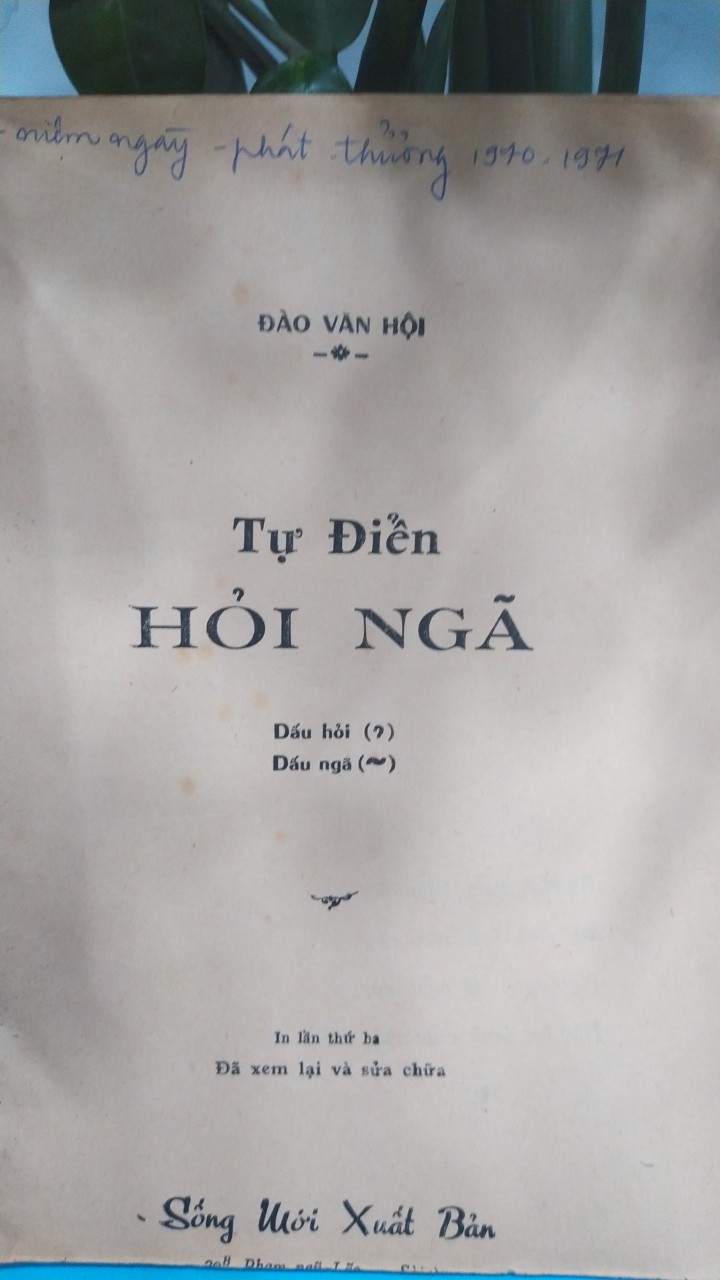 - niệm ngày - phát thưởng 1970 - 1971
ĐÀO VĂN HỘI
Tự Điển
HỎI NGÃ
Dấu hỏi (?)
Dấu ngã (~)
In lần thứ ba
Đã xem lại và sửa chữa
Sống Mới Xuất Bản